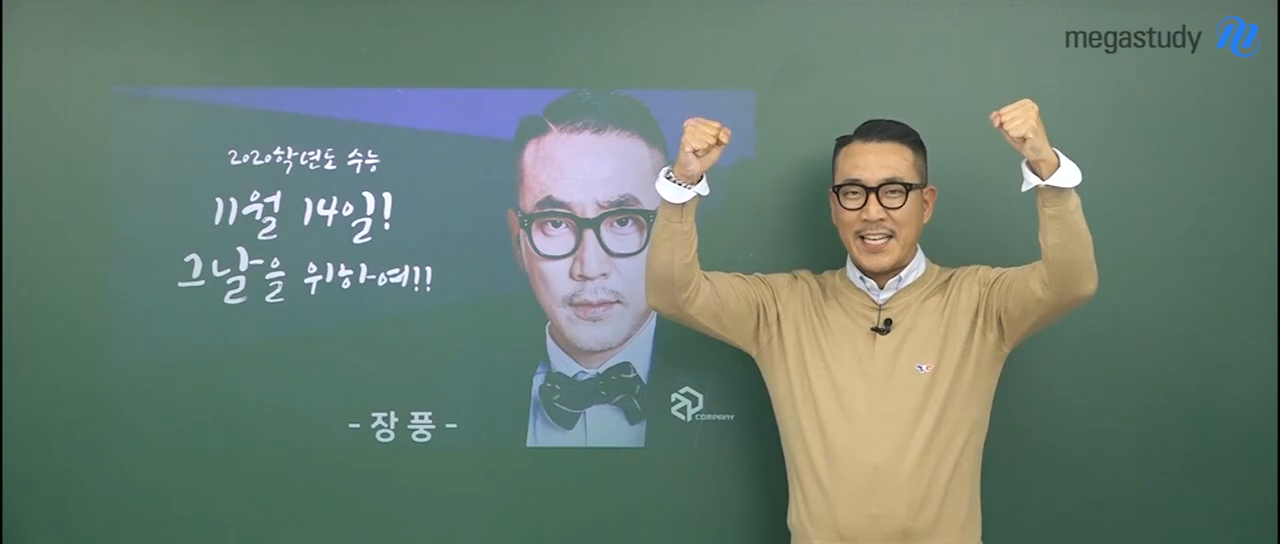 megastudy
2020학년도 수능
11월 14일!
그날을 위하여!!
- 장 풍 -
ZP COMPANY